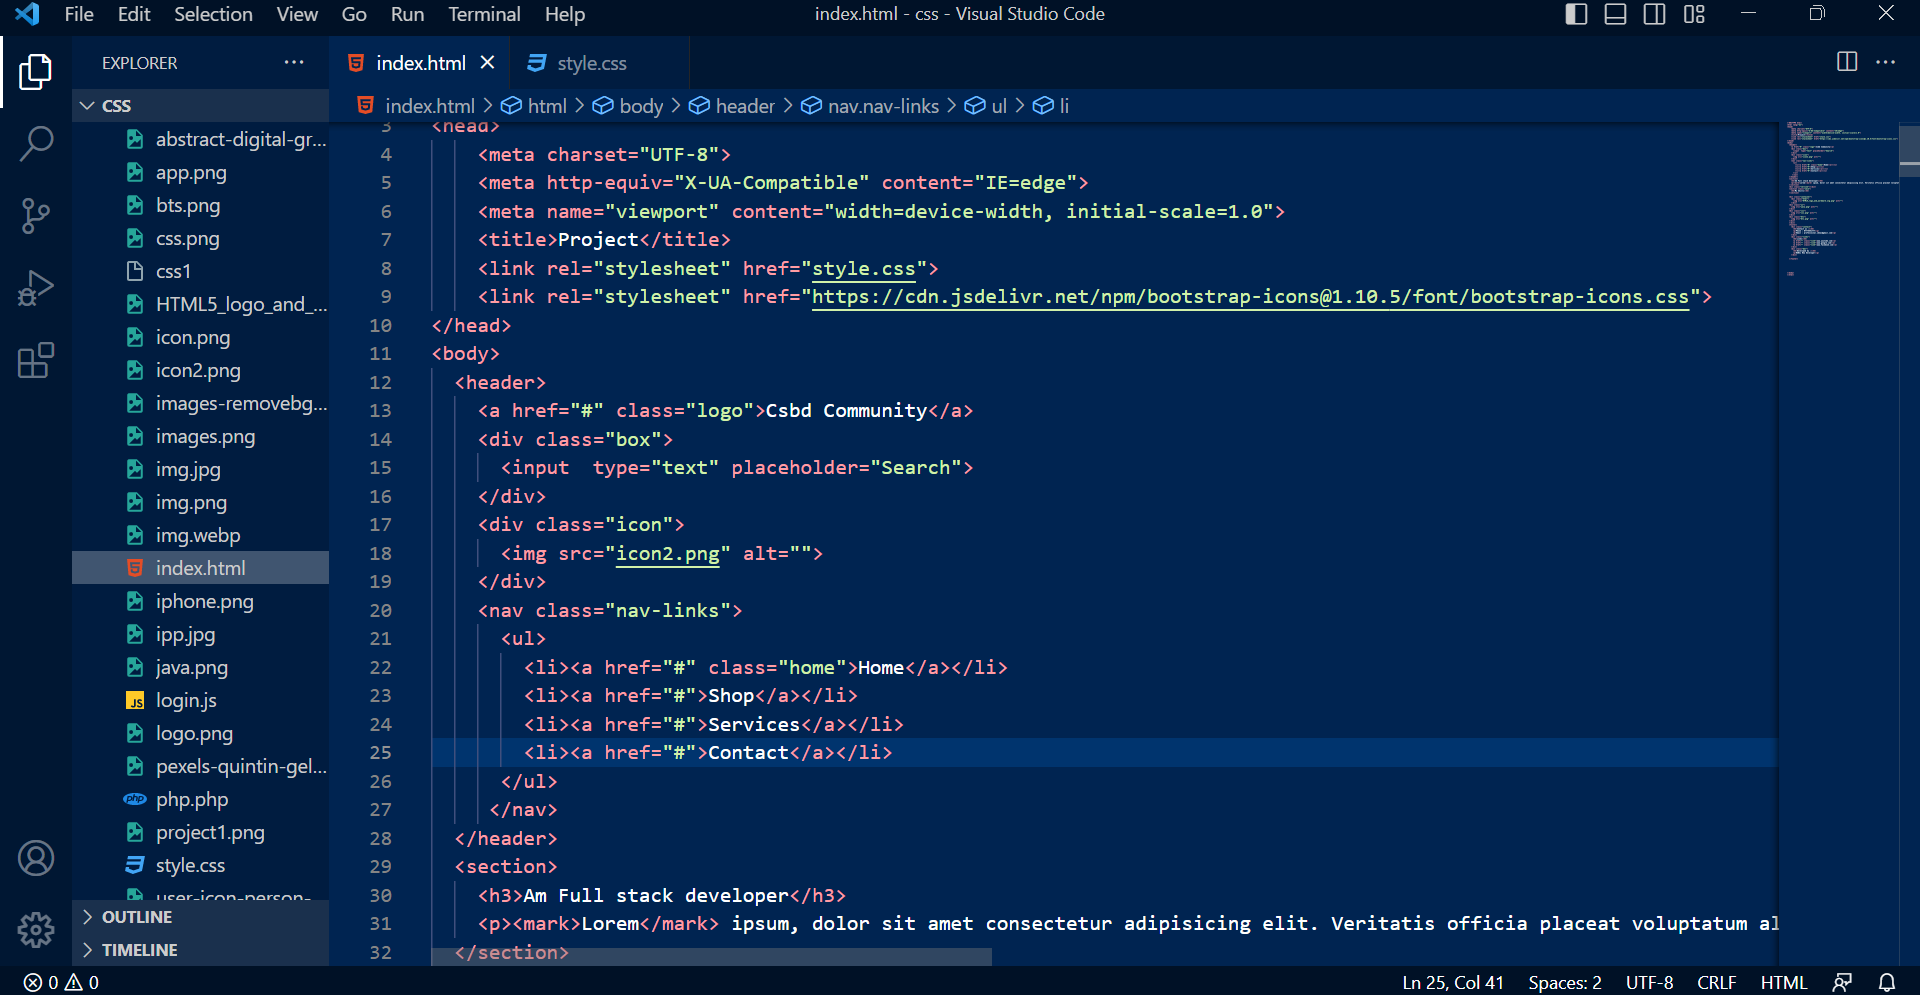 File Edit Selection View Go Run Terminal Help
index.html - css - Visual Studio Code
EXPLORER
index.html
style.css
CSS
index.html > html > body > header > nav.nav-links > ul > li
abstract-digital-gr...
app.png
bts.png
css.png
css1
HTML5_logo_and_...
icon.png
icon2.png
images-removebg...
images.png
img.jpg
img.png
img.webp
index.html
iphone.png
ipp.jpg
java.png
JS login.js
logo.png
pexels-quintin-gel...
php php.php
project1.png
style.css
user-icon-person-
OUTLINE
TIMELINE
3 <head>
4 <meta charset="UTF-8">
5 <meta http-equiv="X-UA-Compatible" content="IE=edge">
6 <meta name="viewport" content="width=device-width, initial-scale=1.0">
7 <title>Project</title>
8 <link rel="stylesheet" href="style.css">
9 <link rel="stylesheet" href="https://cdn.jsdelivr.net/npm/bootstrap-icons@1.10.5/font/bootstrap-icons.css">
10 </head>
11 <body>
12 <header>
13 <a href="#" class="logo">Csbd Community</a>
14 <div class="box">
15 <input  type="text" placeholder="Search">
16 </div>
17 <div class="icon">
18 <img src="icon2.png" alt="">
19 </div>
20 <nav class="nav-links">
21 <ul>
22 <li><a href="#" class="home">Home</a></li>
23 <li><a href="#">Shop</a></li>
24 <li><a href="#">Services</a></li>
25 <li><a href="#">Contact</a></li>
26 </ul>
27 </nav>
28 </header>
29 <section>
30 <h3>Am Full stack developer</h3>
31 <p><mark>Lorem</mark> ipsum, dolor sit amet consectetur adipisicing elit. Veritatis officia placeat voluptatum al
32 </section>
0 0
Ln 25, Col 41
Spaces: 2
UTF-8
CRLF
HTML